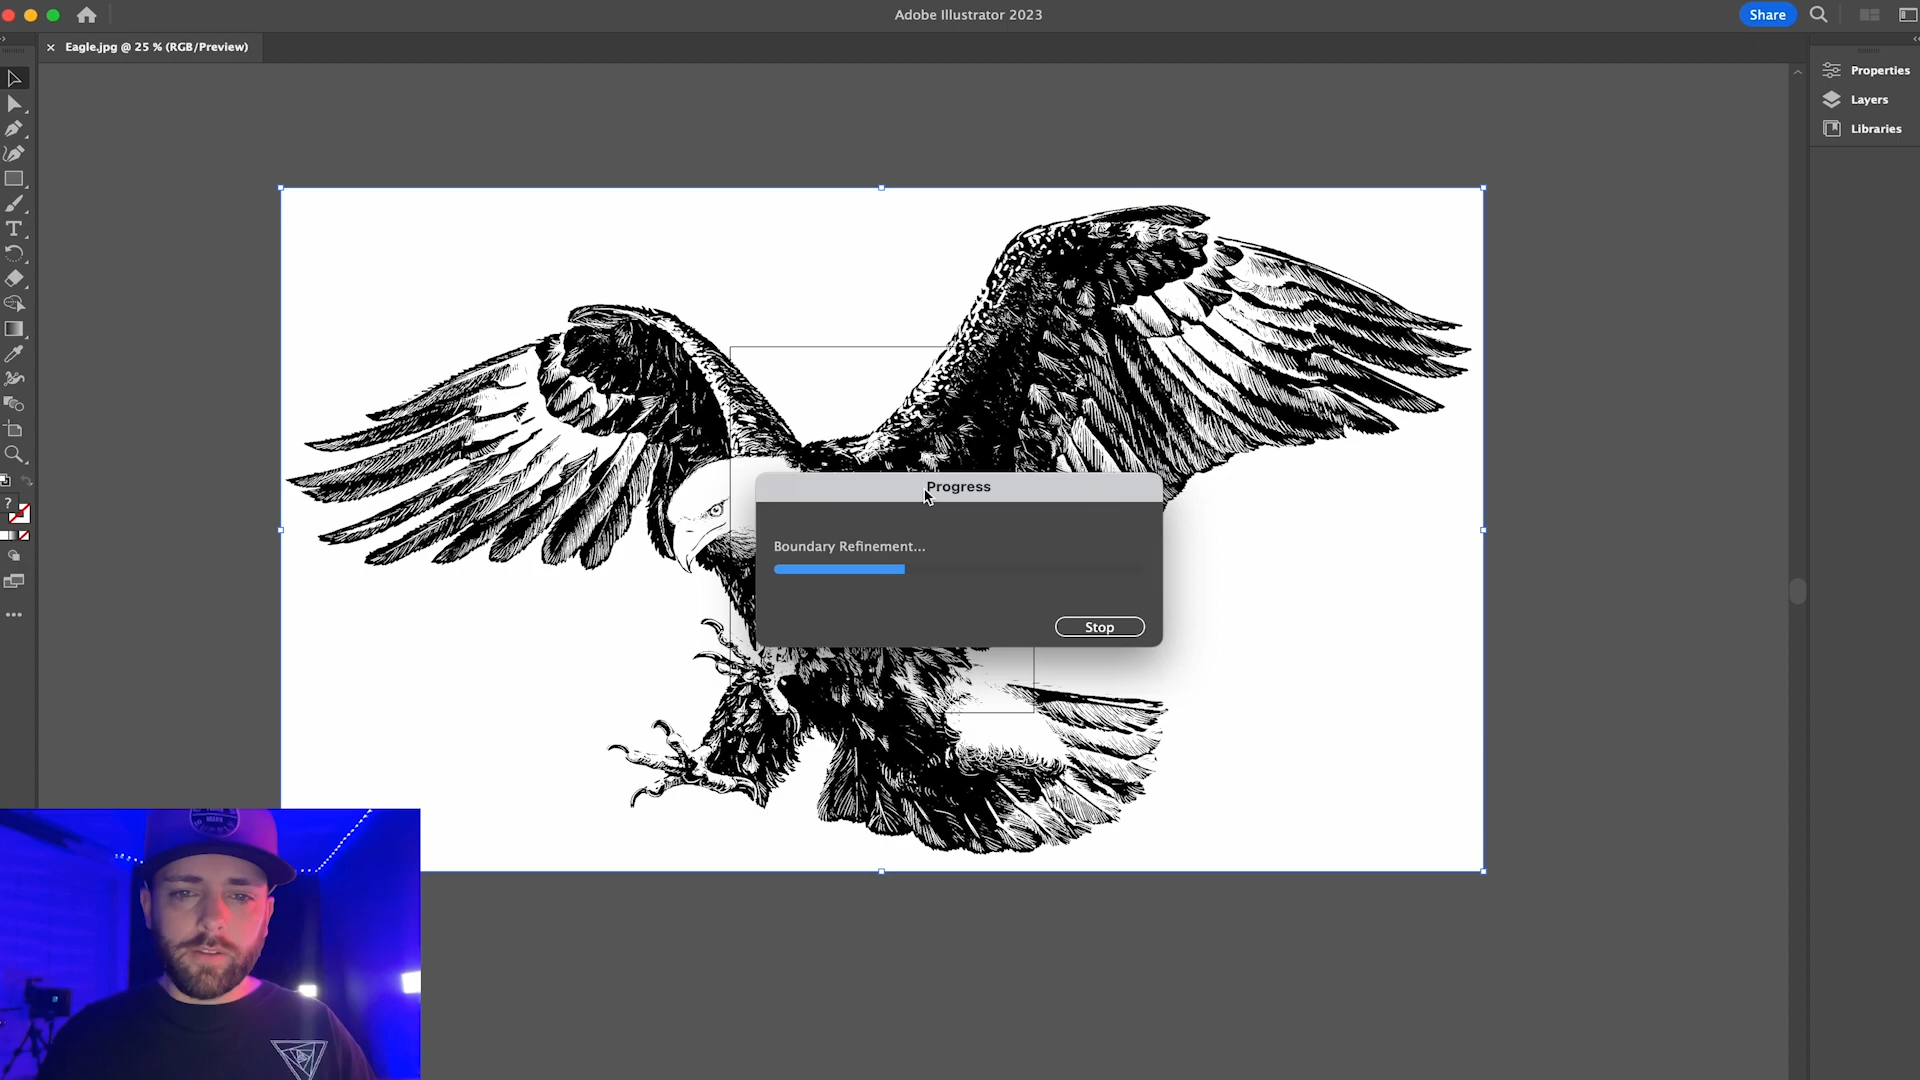 Adobe Illustrator 2023
Share
Eagle.jpg @ 25 % (RGB/Preview)
Properties
Layers
Libraries
T
?
Progress
Boundary Refinement...
Stop